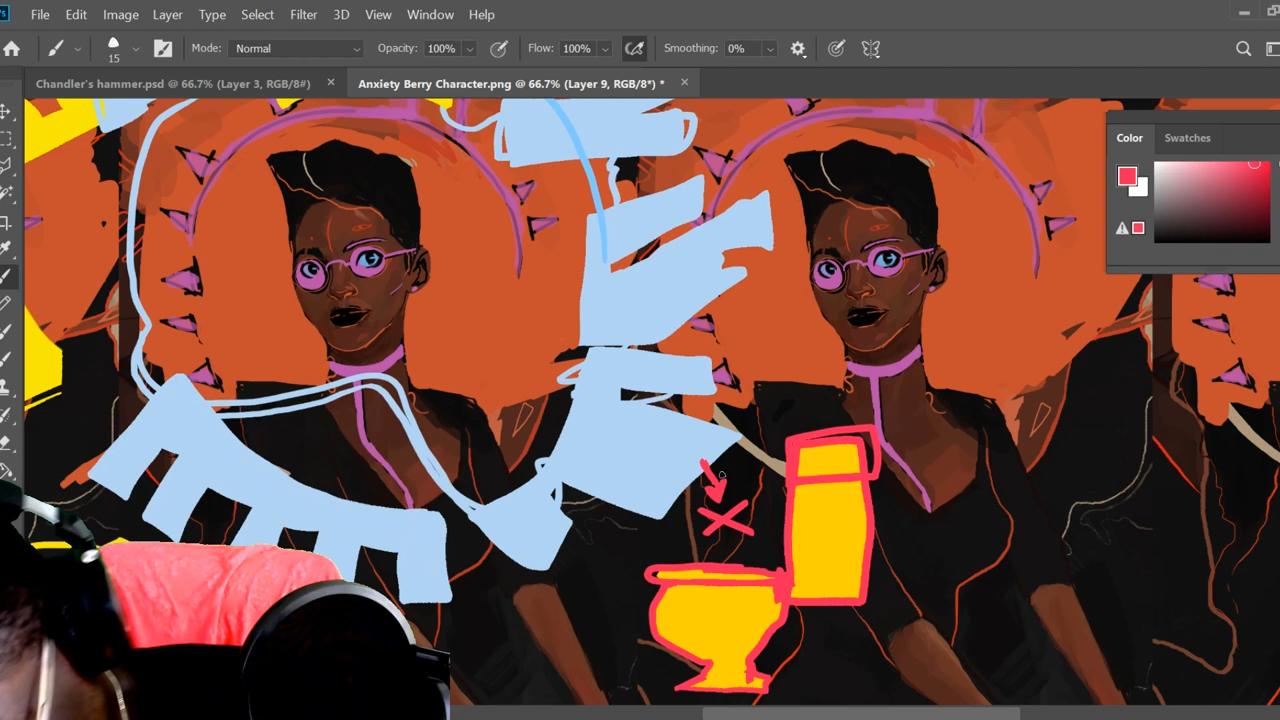 Ps File Edit Image Layer Type Select Filter 3D View Window Help
15 Mode: Normal Opacity: 100% Flow: 100% Smoothing: 0%
Chandler's hammer.psd @ 66.7% (Layer 3, RGB/8#) × Anxiety Berry Character.png @ 66.7% (Layer 9, RGB/8*) * ×
Color Swatches